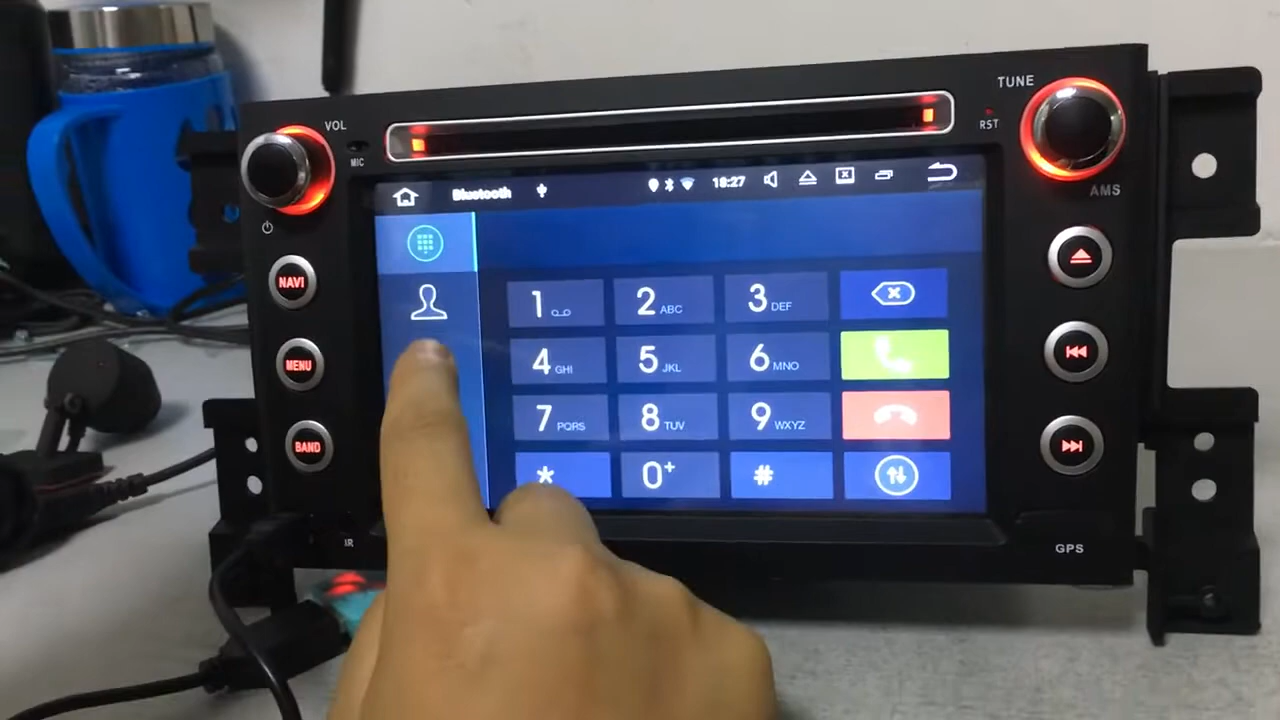 VOL
MIC
TUNE
RST
AMS
Bluetooth 18:27
NAVI
MENU
BAND
1
2 ABC
3 DEF
4 GHI
5 JKL
6 MNO
7 PQRS
8 TUV
9 WXYZ
*
0+
#
IR
GPS